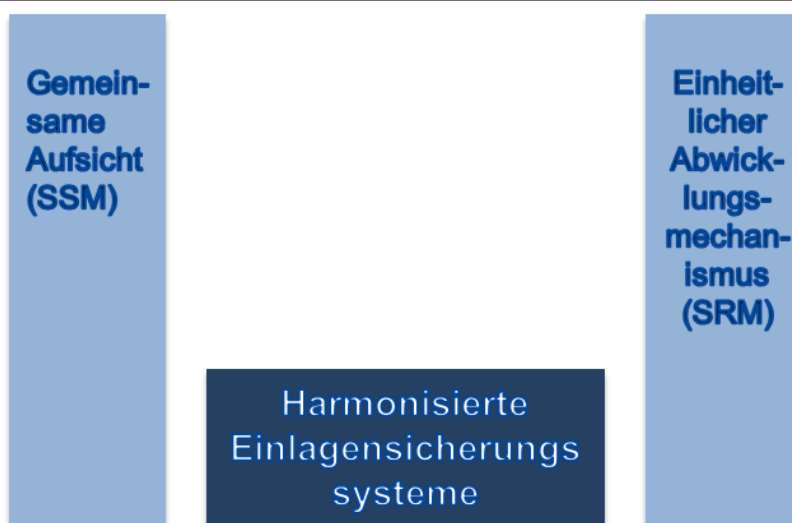 Gemein-
same
Aufsicht
(SSM)
Einheit-
licher
Abwick-
lungs-
mechan-
ismus
(SRM)
Harmonisierte
Einlagensicherungs
systeme